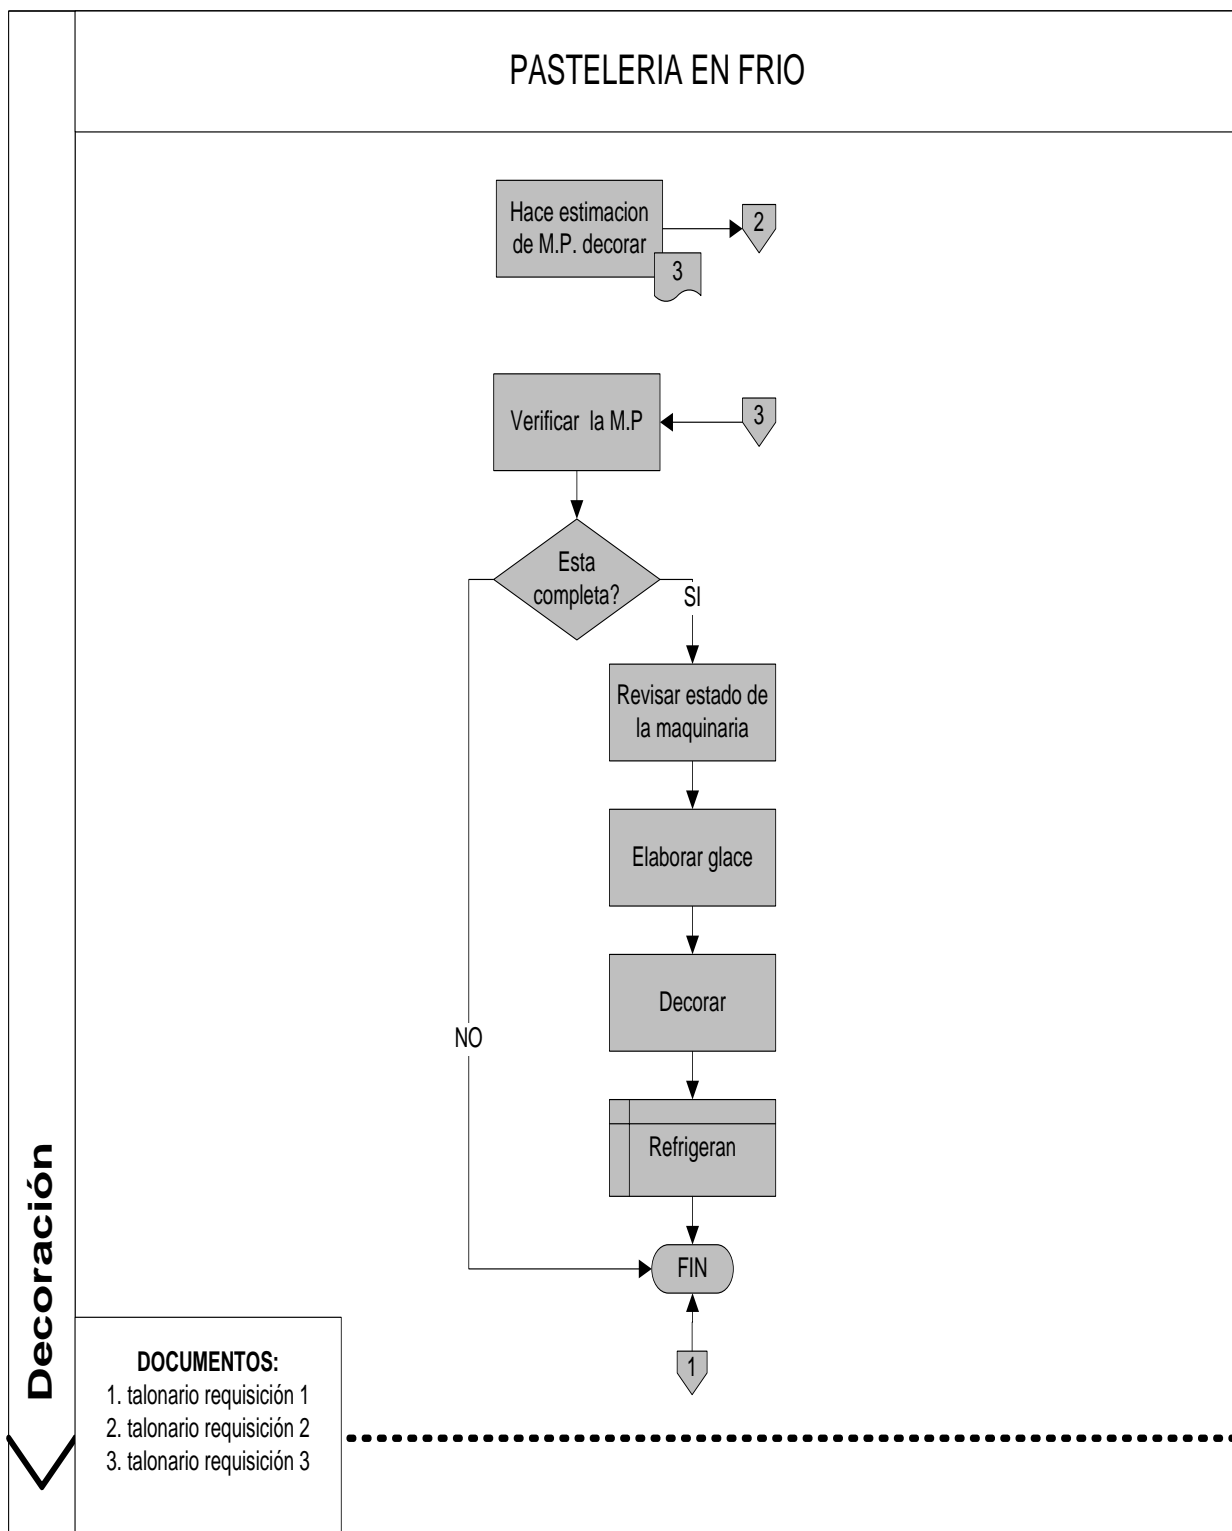 PASTELERIA EN FRIO
Hace estimacion
de M.P. decorar
2
3
Verificar la M.P
3
Esta
completa?
SI
Revisar estado de
la maquinaria
Elaborar glace
Decorar
NO
Refrigeran
FIN
1
Decoración
DOCUMENTOS:
1. talonario requisición 1
2. talonario requisición 2
3. talonario requisición 3